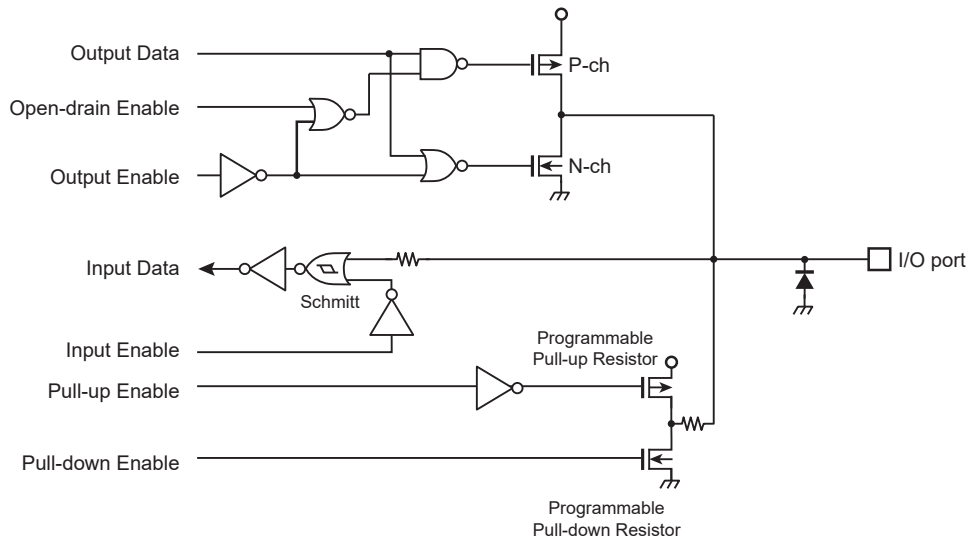 Output Data
P-ch
Open-drain Enable
Output Enable
N-ch
Input Data
Schmitt
I/O port
Input Enable
Programmable
Pull-up Resistor
Pull-up Enable
Pull-down Enable
Programmable
Pull-down Resistor